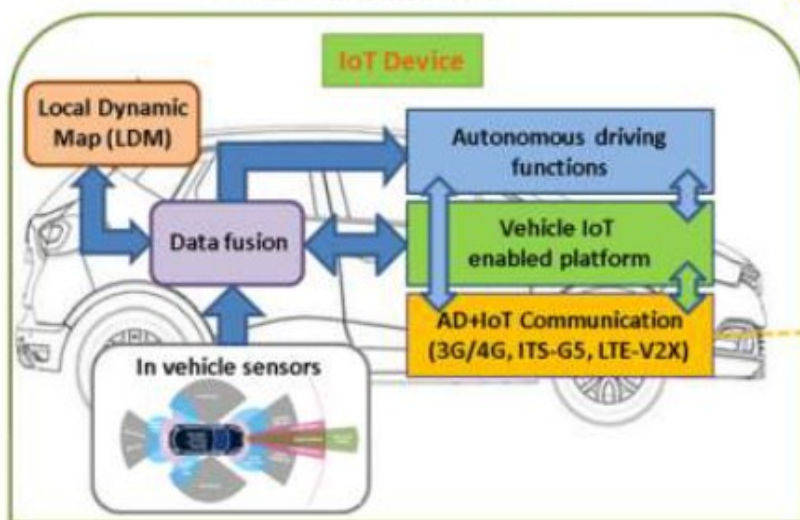 IoT Device
Local Dynamic
Map (LDM)
Autonomous driving
functions
Data fusion
Vehicle IoT
enabled platform
AD+IoT Communication
(3G/4G, ITS-G5, LTE-V2X)
In vehicle sensors